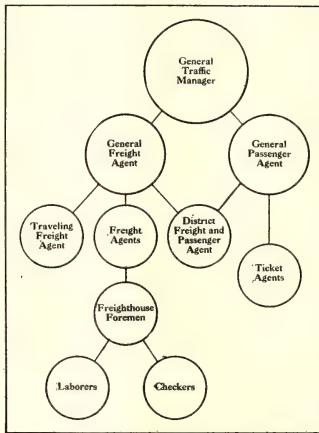 General
Traffic
Manager
General
Freight
Agent
General
Passenger
Agent
Traveling
Freight
Agent
Freight
Agents
District
Freight and
Passenger
Agent
Ticket
Agents
Freighthouse
Foremen
Laborers
Checkers